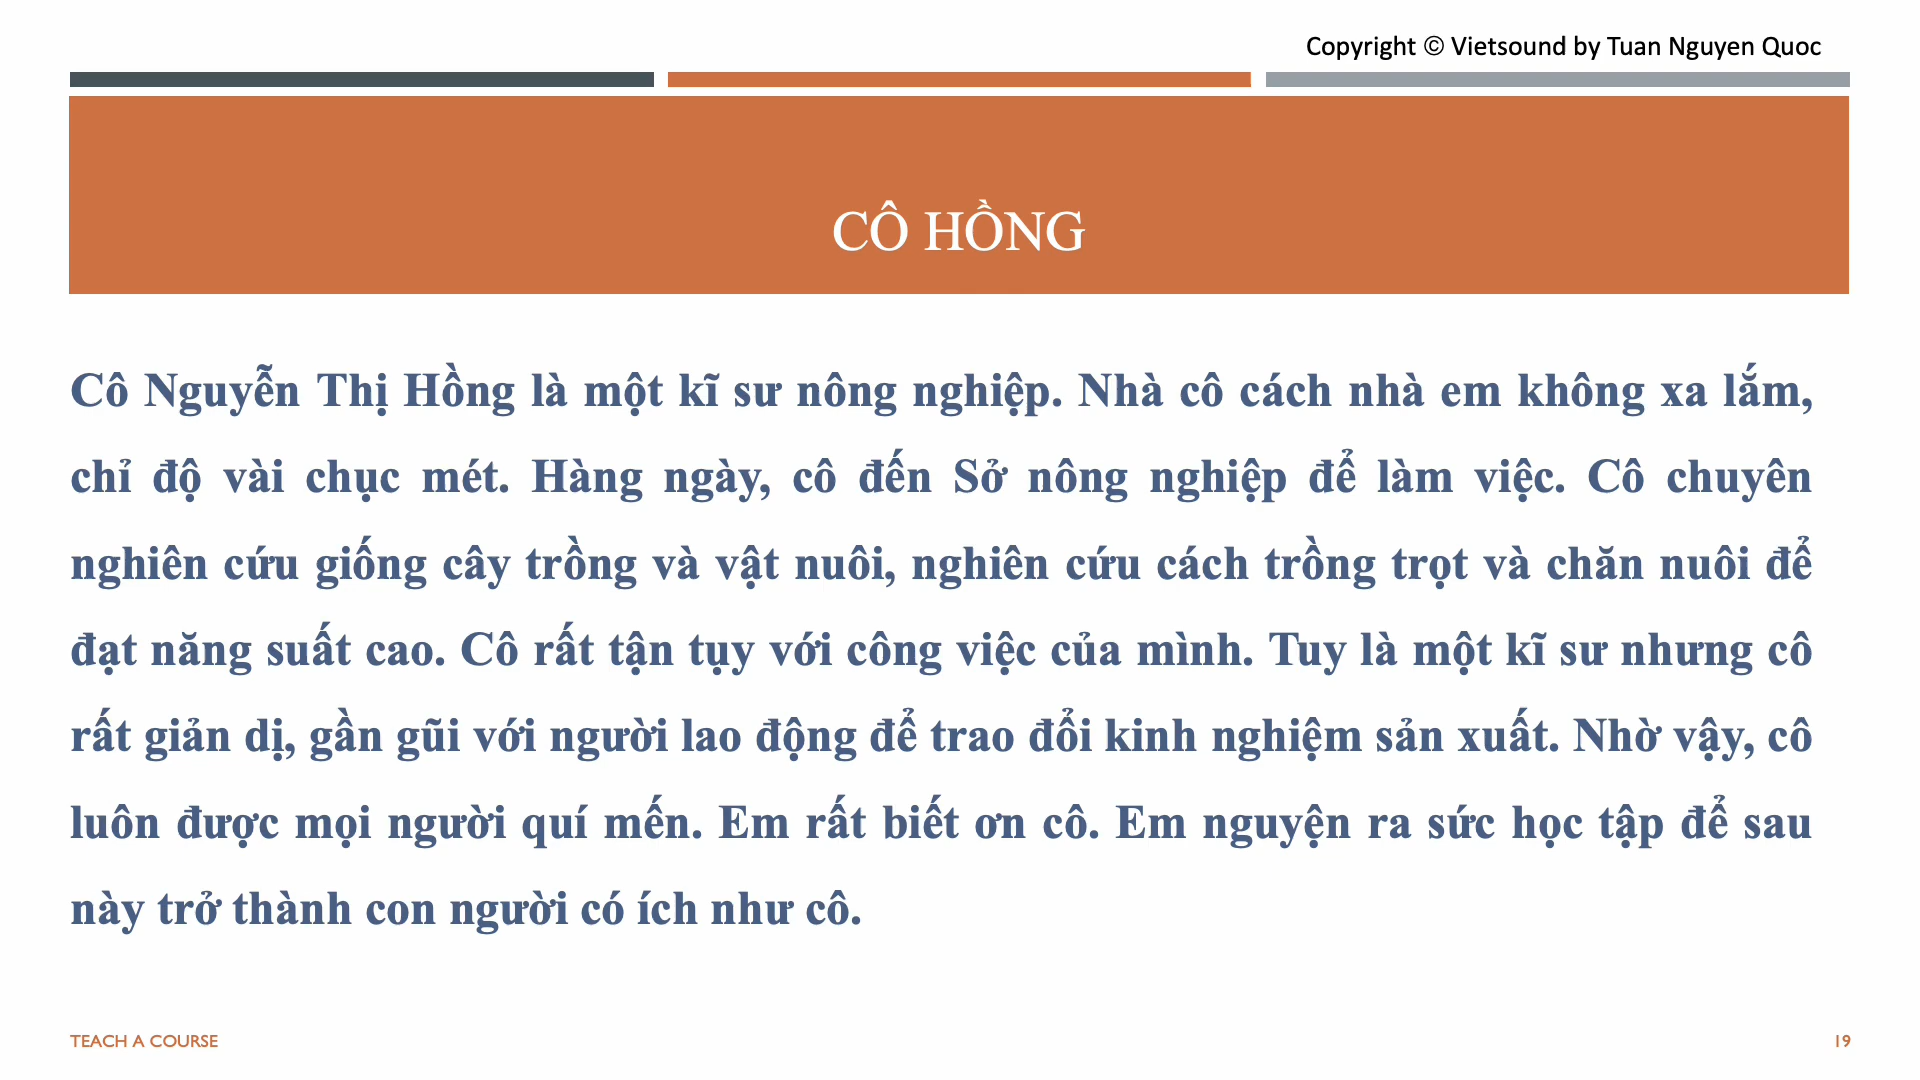 Copyright © Vietsound by Tuan Nguyen Quoc
CÔ HỒNG
Cô Nguyễn Thị Hồng là một kĩ sư nông nghiệp. Nhà cô cách nhà em không xa lắm,
chỉ độ vài chục mét. Hàng ngày, cô đến Sở nông nghiệp để làm việc. Cô chuyên
nghiên cứu giống cây trồng và vật nuôi, nghiên cứu cách trồng trọt và chăn nuôi để
đạt năng suất cao. Cô rất tận tụy với công việc của mình. Tuy là một kĩ sư nhưng cô
rất giản dị, gần gũi với người lao động để trao đổi kinh nghiệm sản xuất. Nhờ vậy, cô
luôn được mọi người quí mến. Em rất biết ơn cô. Em nguyện ra sức học tập để sau
này trở thành con người có ích như cô.
TEACH A COURSE
19